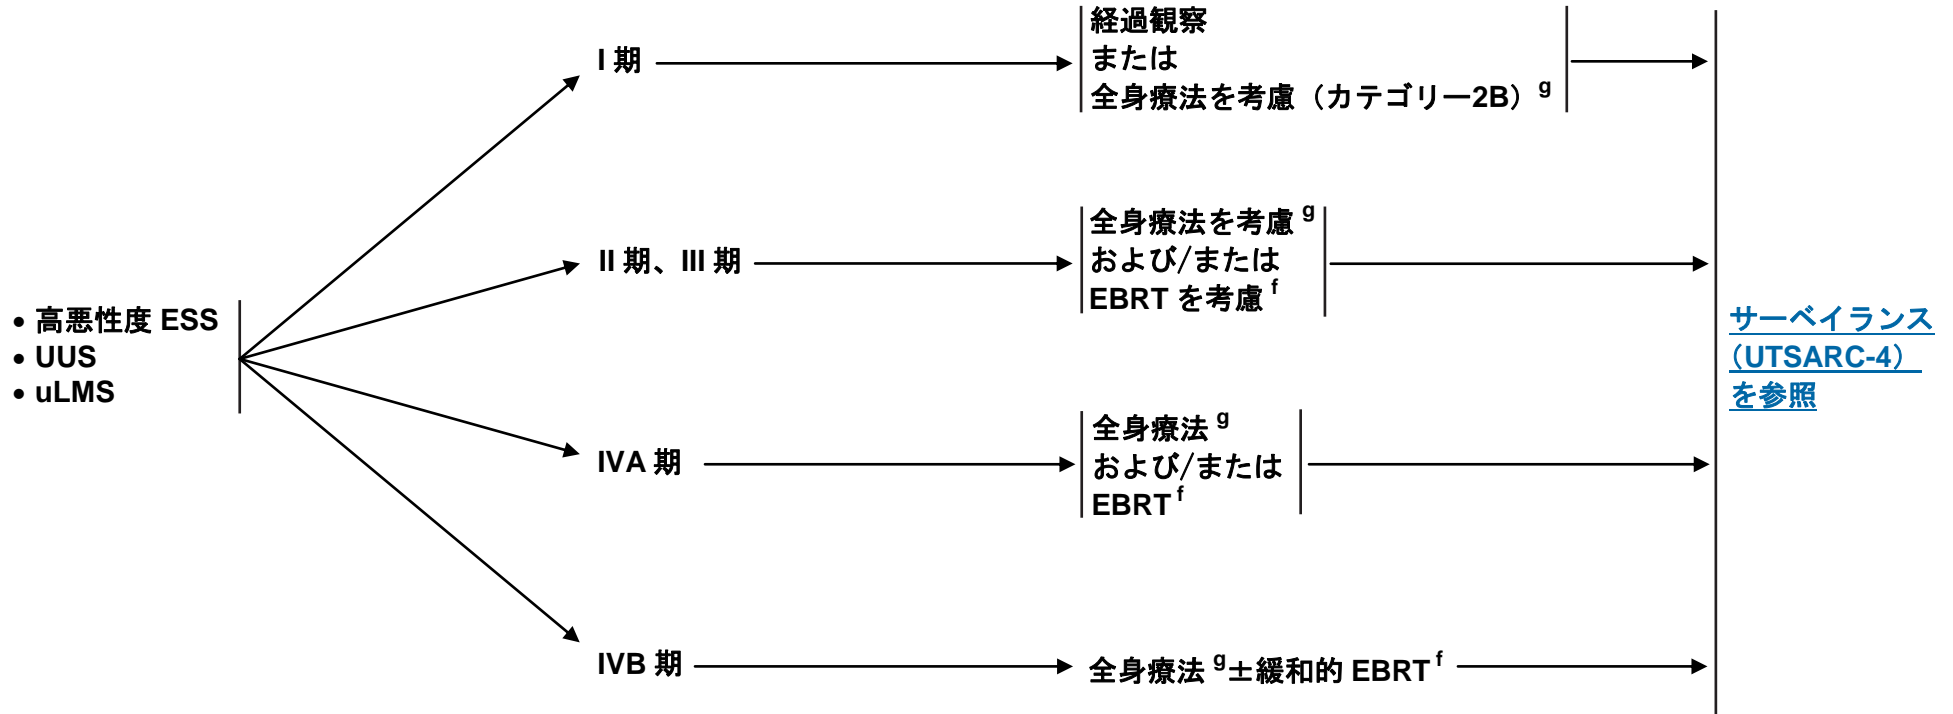 • 高悪性度 ESS
• UUS
• uLMS
I 期
経過観察
または
全身療法を考慮（カテゴリー2B）g
II 期、III 期
全身療法を考慮 g
および/または
EBRT を考慮 f
IVA 期
全身療法 g
および/または
EBRT f
IVB 期
全身療法 g±緩和的 EBRT f
サーベイランス
（UTSARC-4）
を参照